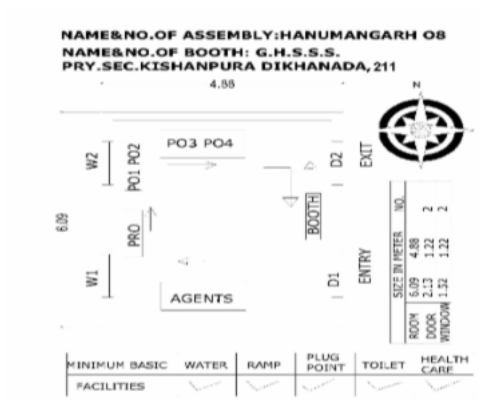 NAME&NO.OF ASSEMBLY:HANUMANGARH 08
NAME&NO.OF BOOTH: G.H.S.S.S.
PRY.SEC.KISHANPURA DIKHANADA,211
4.88
N
W2
PO1 PO2
PO3 PO4
D2
EXIT
6.09
PRO
BOOTH
W1
AGENTS
D1
ENTRY
SIZE IN METER NO.
ROOM 6.09 4.88
DOOR 2.13 1.22 2
WINDOW 1.52 1.22 2
MINIMUM BASIC WATER RAMP PLUG POINT TOILET HEALTH CARE
FACILITIES